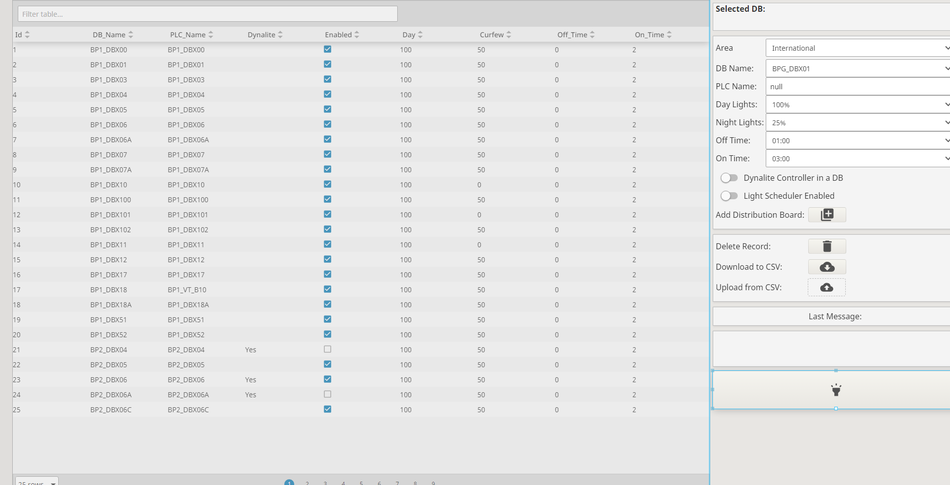 Filter table...
Id DB_Name PLC_Name Dynalite Enabled Day Curfew Off_Time On_Time
1 BP1_DBX00 BP1_DBX00 100 50 0 2
2 BP1_DBX01 BP1_DBX01 100 50 0 2
3 BP1_DBX03 BP1_DBX03 100 50 0 2
4 BP1_DBX04 BP1_DBX04 100 50 0 2
5 BP1_DBX05 BP1_DBX05 100 50 0 2
6 BP1_DBX06 BP1_DBX06 100 50 0 2
7 BP1_DBX06A BP1_DBX06A 100 50 0 2
8 BP1_DBX07 BP1_DBX07 100 50 0 2
9 BP1_DBX07A BP1_DBX07A 100 50 0 2
10 BP1_DBX10 BP1_DBX10 100 0 0 2
11 BP1_DBX100 BP1_DBX100 100 50 0 2
12 BP1_DBX101 BP1_DBX101 100 0 0 2
13 BP1_DBX102 BP1_DBX102 100 50 0 2
14 BP1_DBX11 BP1_DBX11 100 0 0 2
15 BP1_DBX12 BP1_DBX12 100 50 0 2
16 BP1_DBX17 BP1_DBX17 100 50 0 2
17 BP1_DBX18 BP1_VT_B10 100 50 0 2
18 BP1_DBX18A BP1_DBX18A 100 50 0 2
19 BP1_DBX51 BP1_DBX51 100 50 0 2
20 BP1_DBX52 BP1_DBX52 100 50 0 2
21 BP2_DBX04 BP2_DBX04 Yes 100 50 0 2
22 BP2_DBX05 BP2_DBX05 100 50 0 2
23 BP2_DBX06 BP2_DBX06 Yes 100 50 0 2
24 BP2_DBX06A BP2_DBX06A Yes 100 50 0 2
25 BP2_DBX06C BP2_DBX06C 100 50 0 2
25 rows 1 2 3 4 5 6 7 8 9
Selected DB:
Area International
DB Name: BPG_DBX01
PLC Name: null
Day Lights: 100%
Night Lights: 25%
Off Time: 01:00
On Time: 03:00
Dynalite Controller in a DB
Light Scheduler Enabled
Add Distribution Board:
Delete Record:
Download to CSV:
Upload from CSV:
Last Message: